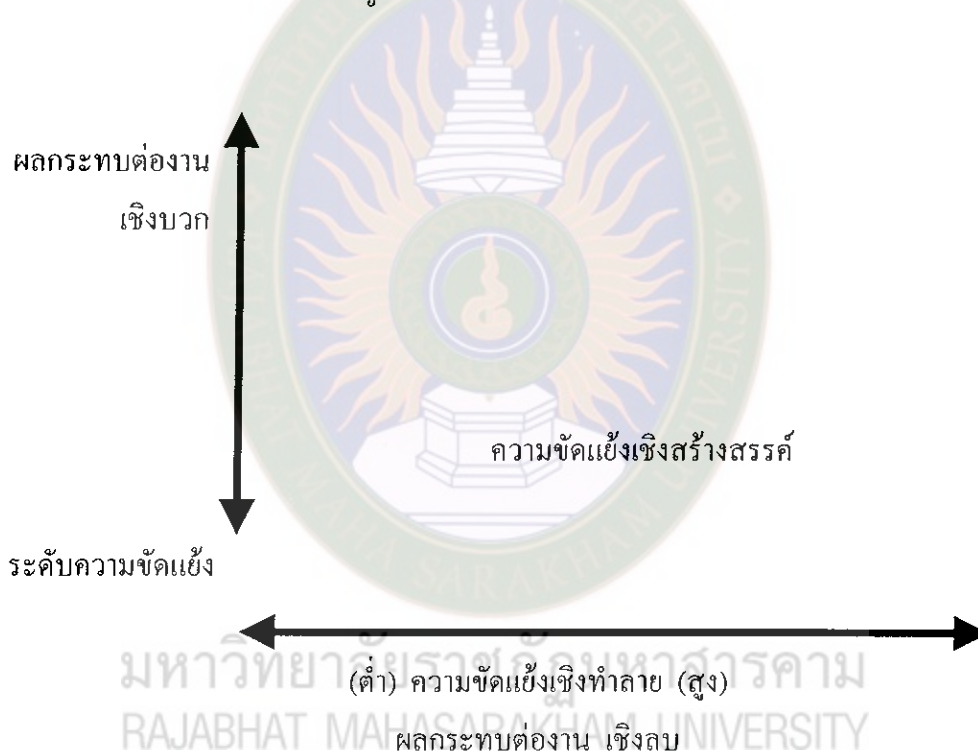 ผลกระทบต่องาน
เชิงบวก
ความขัดแย้งเชิงสร้างสรรค์
ระดับความขัดแย้ง
(ต่ำ) ความขัดแย้งเชิงทำลาย (สูง)
ผลกระทบต่องาน เชิงลบ
มหาวิทยาลัยราชภัฏมหาสารคาม
RAJABHAT MAHASARAKHAM UNIVERSITY